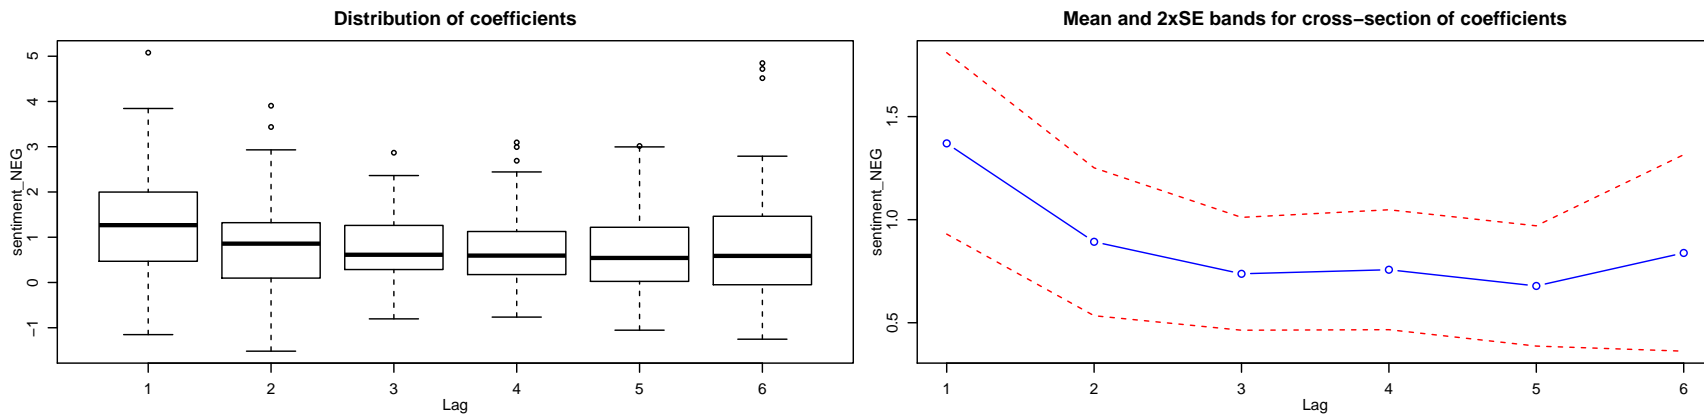 Distribution of coefficients
sentiment_NEG
5
4
3
2
1
0
−1
1 2 3 4 5 6
Lag
Mean and 2xSE bands for cross−section of coefficients
sentiment_NEG
1.5
1.0
0.5
1 2 3 4 5 6
Lag